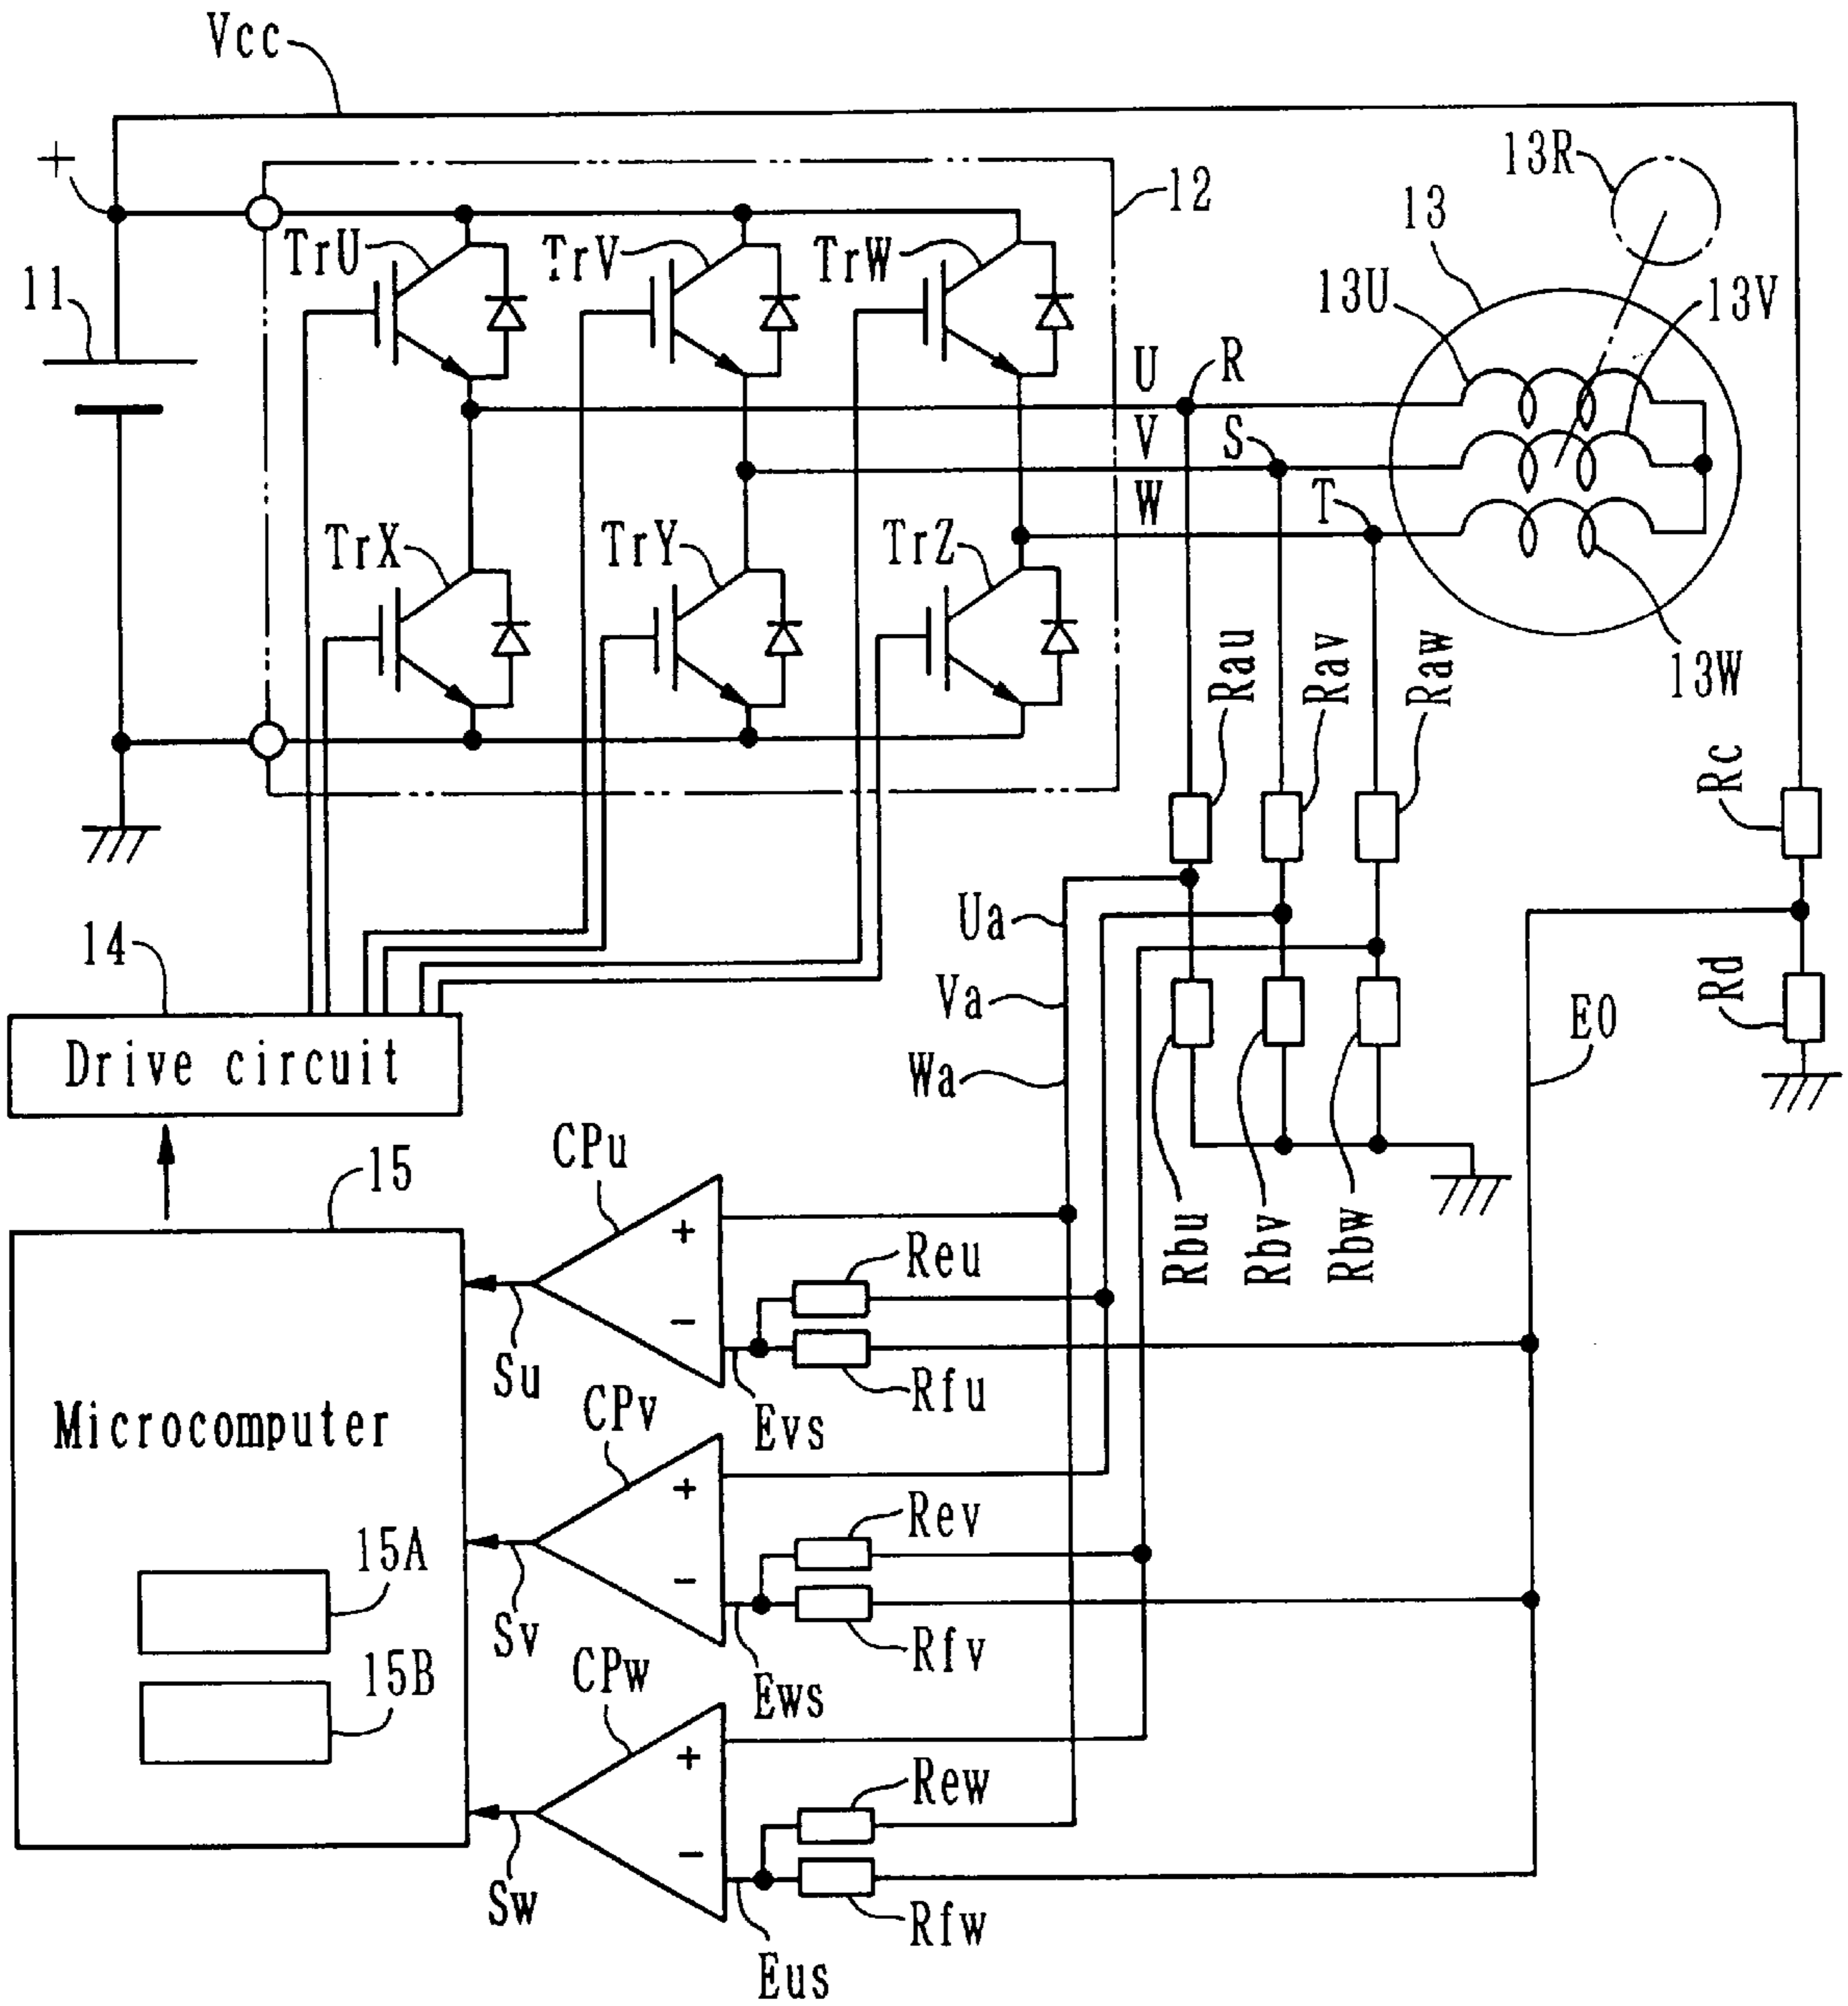 Vcc
+
12
13R
13
TrU
TrV
TrW
11
13U
13V
U
R
V
S
W
T
TrX
TrY
TrZ
13W
Rau
Rav
Raw
Rc
14
Ua
Va
Wa
Rd
E0
Drive circuit
CPu
15
Rbu
Rbv
Rbw
+
Reu
-
Su
Rfu
CPv
Evs
Microcomputer
+
Rev
15A
-
Sv
Rfv
CPw
15B
Ews
+
Rew
-
Sw
Rfw
Eus